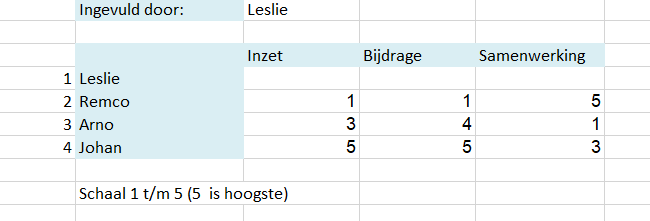 Ingevuld door: Leslie
Inzet Bijdrage Samenwerking
1 Leslie
2 Remco 1 1 5
3 Arno 3 4 1
4 Johan 5 5 3
Schaal 1 t/m 5 (5 is hoogste)